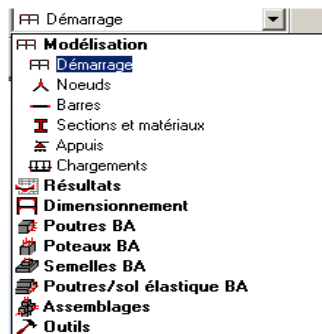 Démarrage
Modélisation
Démarrage
Noeuds
Barres
Sections et matériaux
Appuis
Chargements
Résultats
Dimensionnement
Poutres BA
Poteaux BA
Semelles BA
Poutres/sol élastique BA
Assemblages
Outils